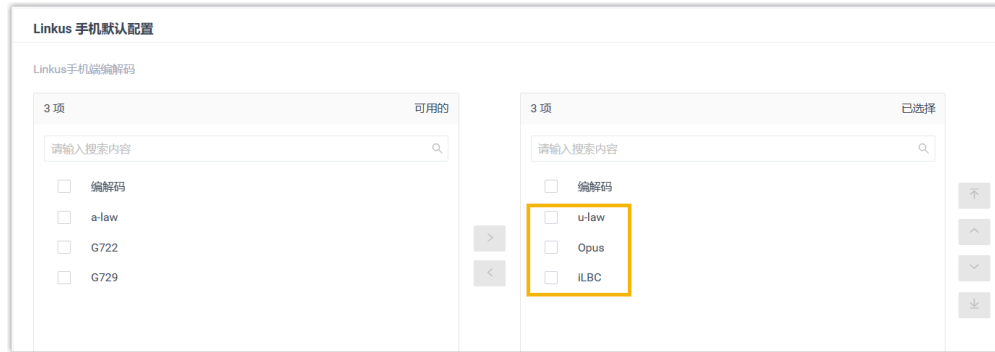 Linkus 手机默认配置
Linkus手机端编解码
3 项 可用的
请输入搜索内容
编解码
a-law
G722
G729
3 项 已选择
请输入搜索内容
编解码
u-law
Opus
iLBC